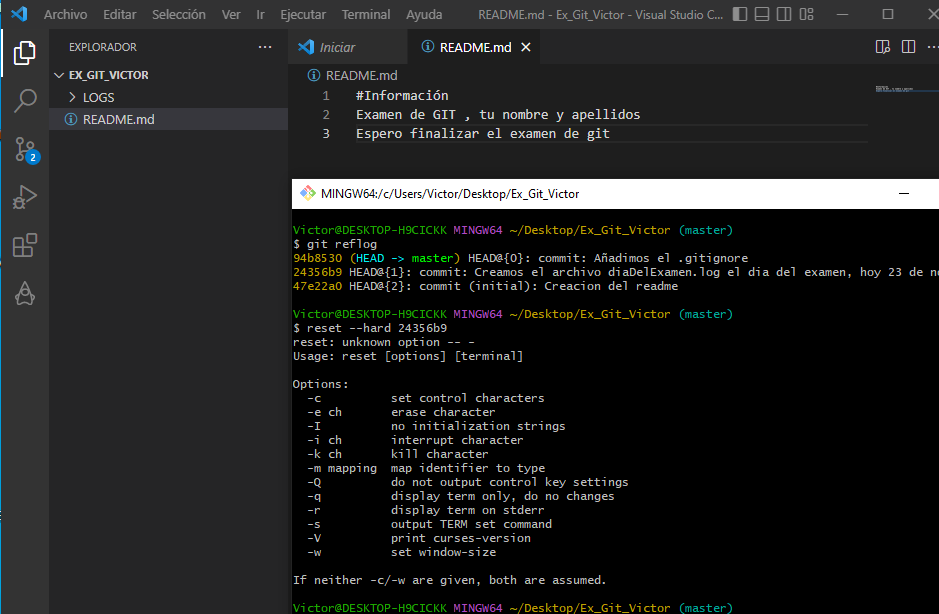 Archivo Editar Selección Ver Ir Ejecutar Terminal Ayuda README.md - Ex_Git_Victor - Visual Studio C...
EXPLORADOR ...
EX_GIT_VICTOR
LOGS
README.md
2
Iniciar README.md
README.md
1 #Información
2 Examen de GIT , tu nombre y apellidos
3 Espero finalizar el examen de git
MINGW64:/c/Users/Victor/Desktop/Ex_Git_Victor
Victor@DESKTOP-H9CICKK MINGW64 ~/Desktop/Ex_Git_Victor (master)
$ git reflog
94b8530 (HEAD -> master) HEAD@{0}: commit: Añadimos el .gitignore
24356b9 HEAD@{1}: commit: Creamos el archivo diaDelExamen.log el dia del examen, hoy 23 de no
47e22a0 HEAD@{2}: commit (initial): Creacion del readme
Victor@DESKTOP-H9CICKK MINGW64 ~/Desktop/Ex_Git_Victor (master)
$ reset --hard 24356b9
reset: unknown option -- -
Usage: reset [options] [terminal]
Options:
-c set control characters
-e ch erase character
-I no initialization strings
-i ch interrupt character
-k ch kill character
-m mapping map identifier to type
-Q do not output control key settings
-q display term only, do no changes
-r display term on stderr
-s output TERM set command
-V print curses-version
-w set window-size
If neither -c/-w are given, both are assumed.
Victor@DESKTOP-H9CICKK MINGW64 ~/Desktop/Ex_Git_Victor (master)